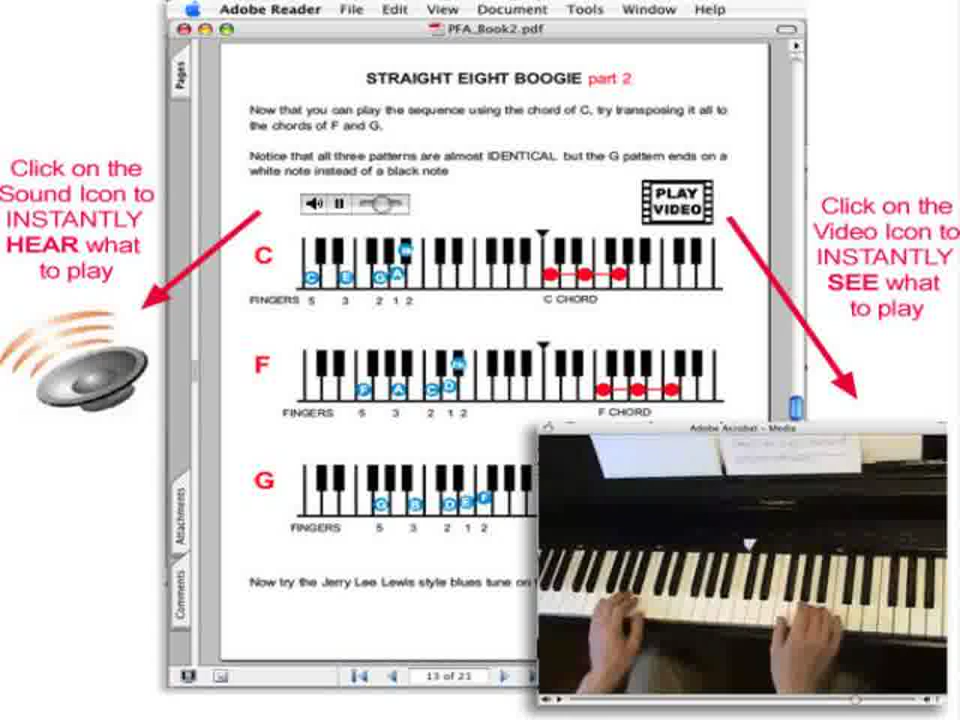 Adobe Reader File Edit View Document Tools Window Help
PFA_Book2.pdf
Pages
STRAIGHT EIGHT BOOGIE part 2
Now that you can play the sequence using the chord of C, try transposing it all to
the chords of F and G.
Notice that all three patterns are almost IDENTICAL but the G pattern ends on a
white note instead of a black note
Click on the
Sound Icon to
INSTANTLY
HEAR what
to play
PLAY
VIDEO
Click on the
Video Icon to
INSTANTLY
SEE what
to play
C
C E G A
FINGERS 5 3 2 1 2
C CHORD
F
F A C D
FINGERS 5 3 2 1 2
F CHORD
Adobe Acrobat - Media
G
G B D E F
FINGERS 5 3 2 1 2
Attachments
Comments
Now try the Jerry Lee Lewis style blues tune on
13 of 21